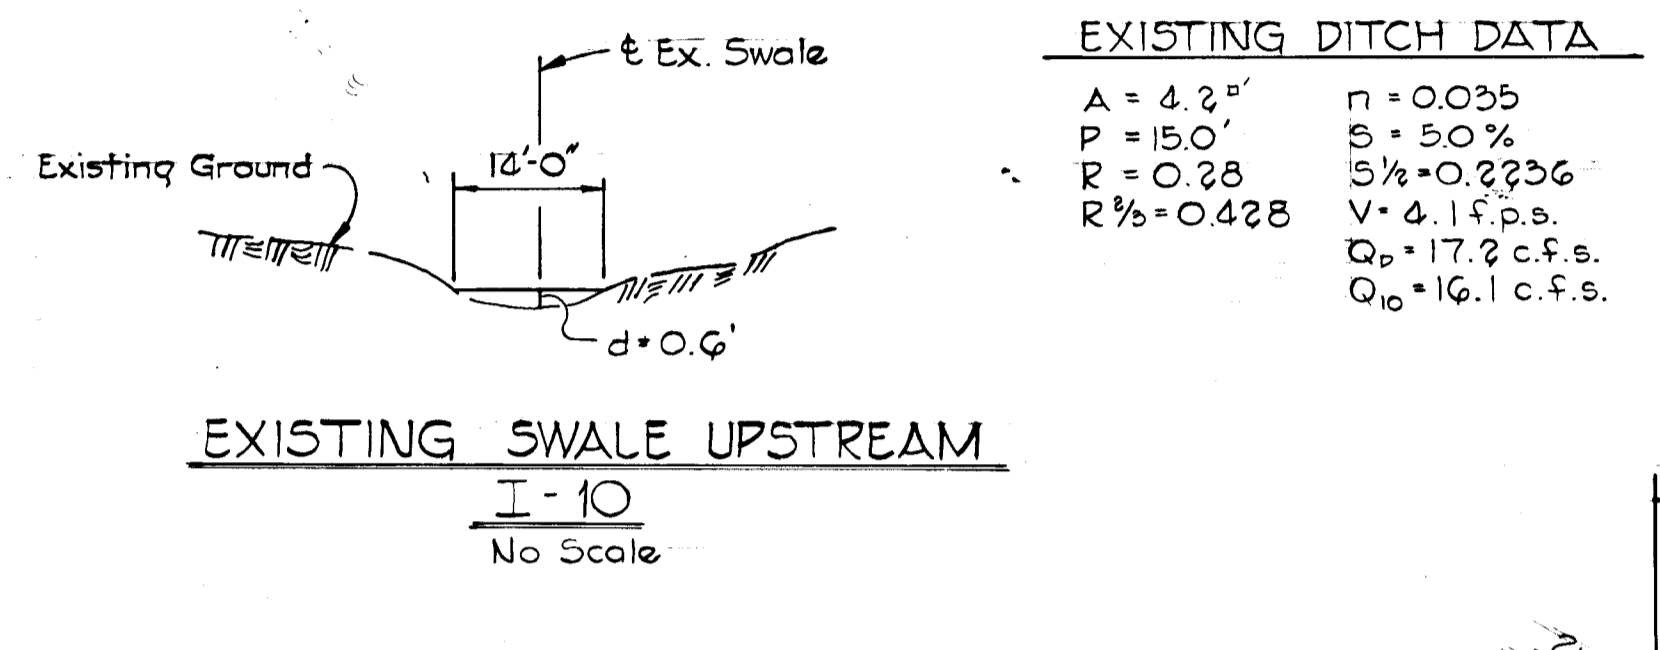 ℄ Ex. Swale
14'-0"
Existing Ground
d=0.6'
EXISTING SWALE UPSTREAM
I-10
No Scale
EXISTING DITCH DATA
A = 4.2 □'
P = 15.0'
R = 0.28
R 2/3 = 0.428
n = 0.035
S = 5.0 %
S 1/2 = 0.2236
V = 4.1 f.p.s.
QD = 17.2 c.f.s.
Q10 = 16.1 c.f.s.